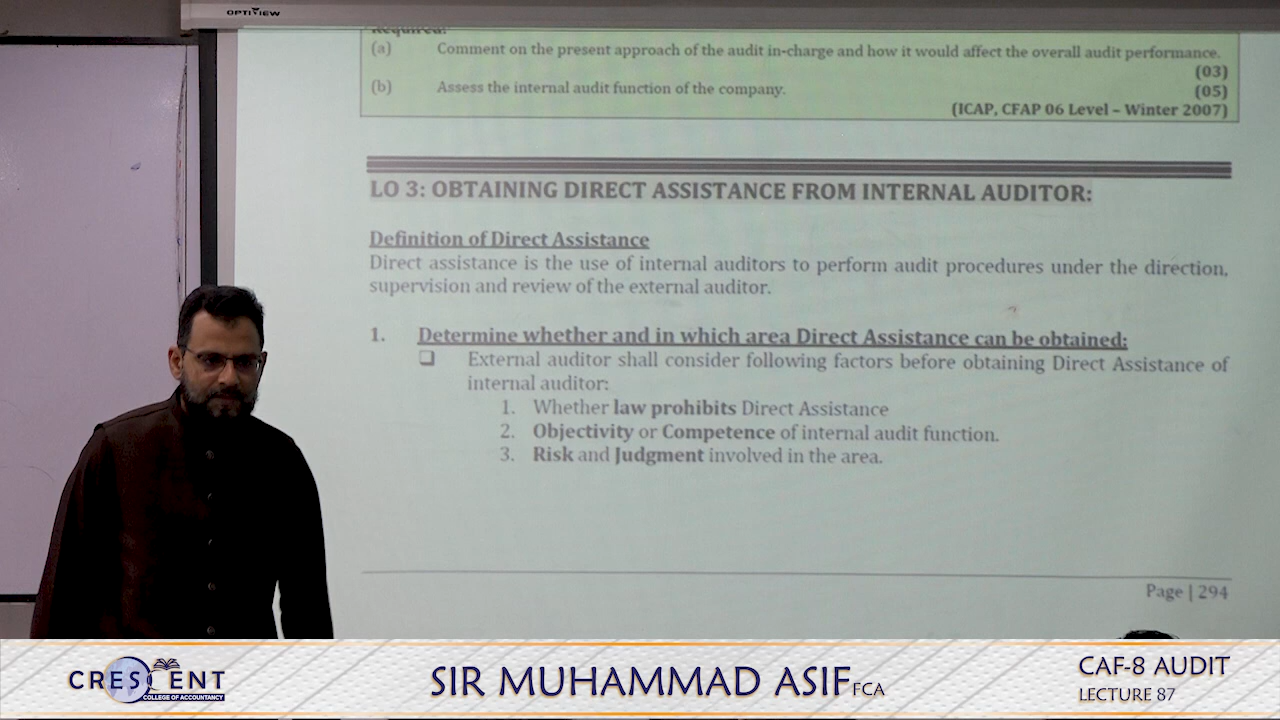 OPTIVIEW
Required:
(a) Comment on the present approach of the audit in-charge and how it would affect the overall audit performance.
(03)
(b) Assess the internal audit function of the company. (05)
(ICAP, CFAP 06 Level – Winter 2007)
LO 3: OBTAINING DIRECT ASSISTANCE FROM INTERNAL AUDITOR:
Definition of Direct Assistance
Direct assistance is the use of internal auditors to perform audit procedures under the direction,
supervision and review of the external auditor.
1. Determine whether and in which area Direct Assistance can be obtained:
❑ External auditor shall consider following factors before obtaining Direct Assistance of
internal auditor:
1. Whether law prohibits Direct Assistance
2. Objectivity or Competence of internal audit function.
3. Risk and Judgment involved in the area.
Page | 294
CRESCENT
COLLEGE OF ACCOUNTANCY
SIR MUHAMMAD ASIF FCA
CAF-8 AUDIT
LECTURE 87